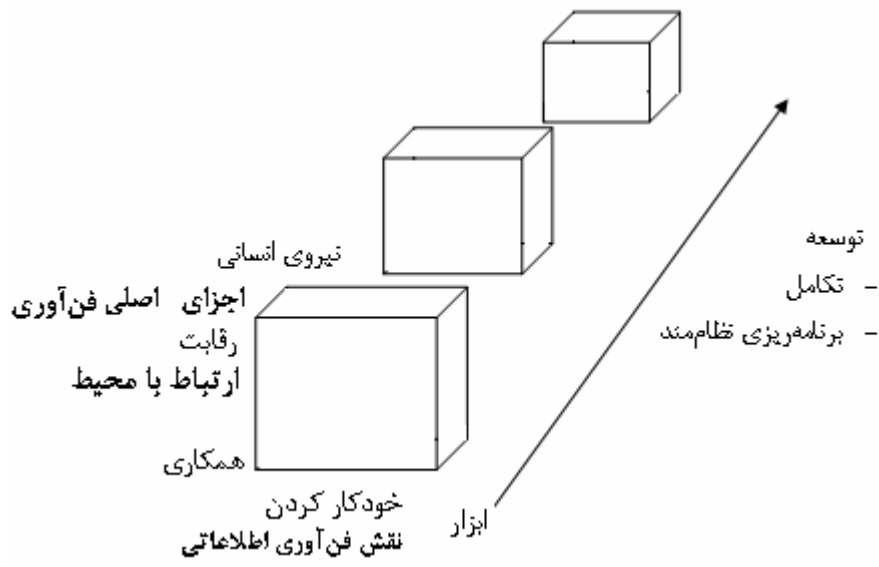 توسعه
- تکامل
- برنامه‌ریزی نظام‌مند
نیروی انسانی
اجزای اصلی فن‌آوری
رقابت
ارتباط با محیط
همکاری
خودکار کردن
نقش فن‌آوری اطلاعاتی
ابزار